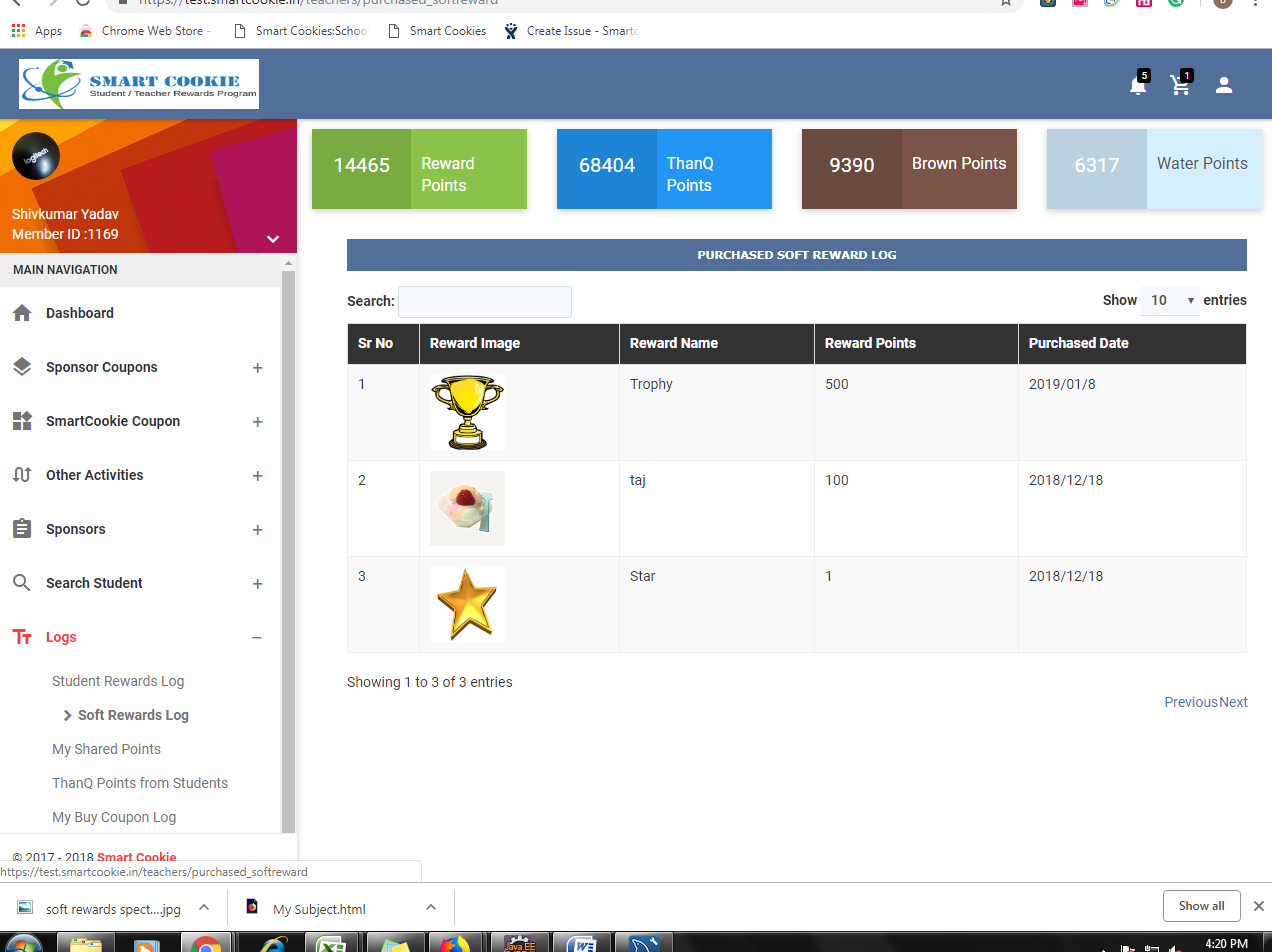 https://test.smartcookie.in/teachers/purchased_softreward
Apps
Chrome Web Store -
Smart Cookies:Schoo
Smart Cookies
Create Issue - Smart
SMART COOKIE
Student / Teacher Rewards Program
5
1
logitech
Shivkumar Yadav
Member ID :1169
14465
Reward
Points
68404
ThanQ
Points
9390
Brown Points
6317
Water Points
MAIN NAVIGATION
Dashboard
Sponsor Coupons +
SmartCookie Coupon +
Other Activities +
Sponsors +
Search Student +
Logs −
Student Rewards Log
Soft Rewards Log
My Shared Points
ThanQ Points from Students
My Buy Coupon Log
© 2017 - 2018 Smart Cookie
PURCHASED SOFT REWARD LOG
Search:
Show 10 entries
Sr No Reward Image Reward Name Reward Points Purchased Date
1 Trophy 500 2019/01/8
2 taj 100 2018/12/18
3 Star 1 2018/12/18
Showing 1 to 3 of 3 entries
PreviousNext
https://test.smartcookie.in/teachers/purchased_softreward
soft rewards spect....jpg
My Subject.html
Show all
Java EE
4:20 PM